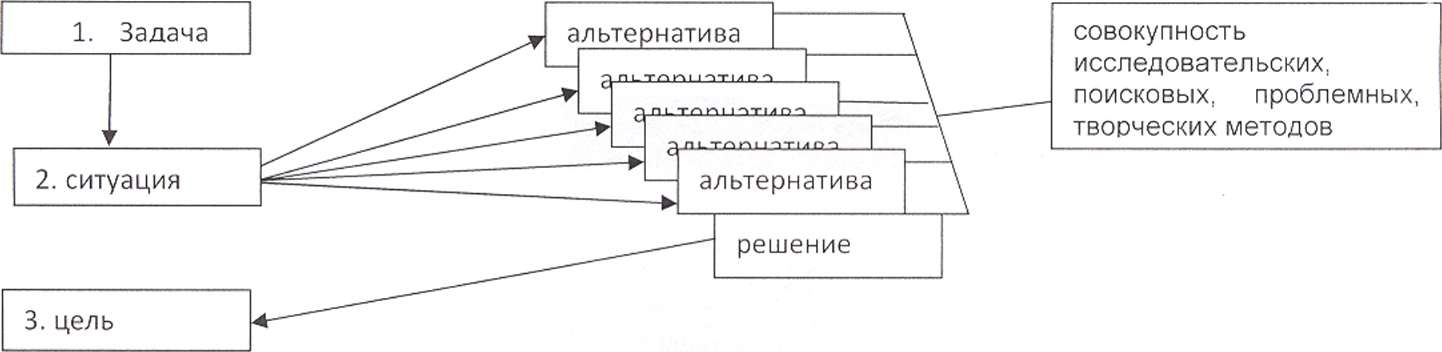 1. Задача
2. ситуация
3. цель
альтернатива
альтернатива
альтернатива
альтернатива
альтернатива
решение
совокупность
исследовательских,
поисковых, проблемных,
творческих методов